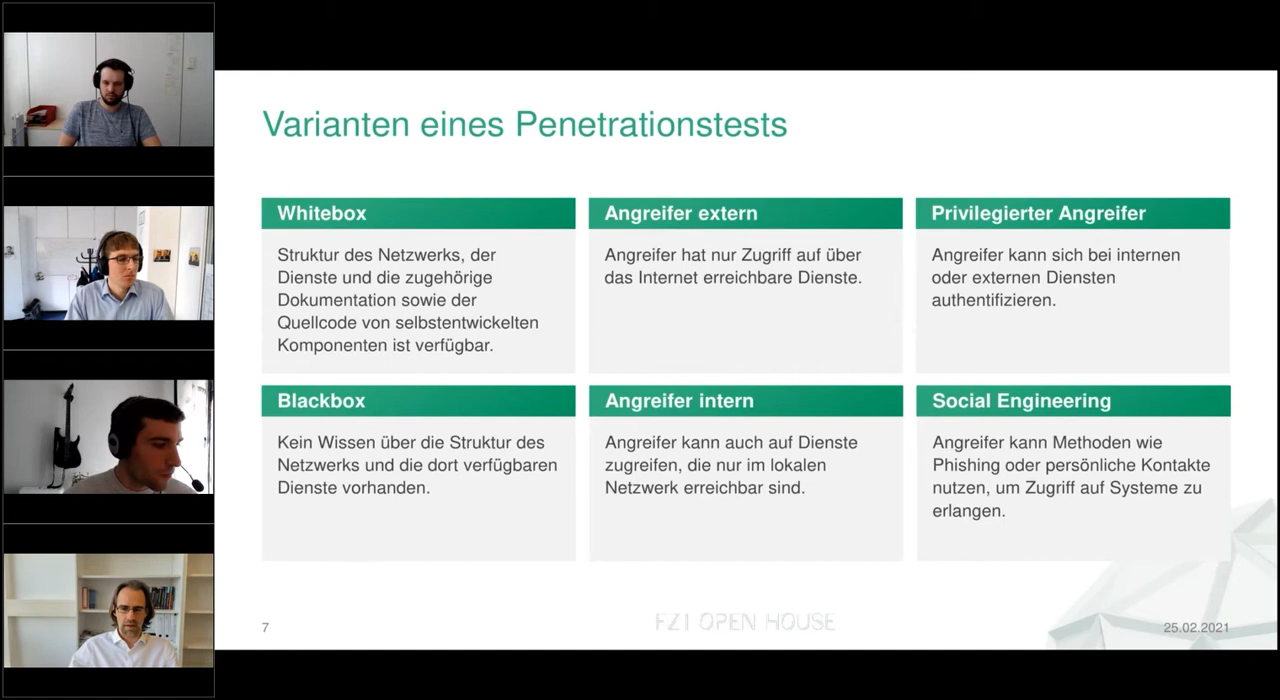 Varianten eines Penetrationstests
Whitebox
Struktur des Netzwerks, der
Dienste und die zugehörige
Dokumentation sowie der
Quellcode von selbstentwickelten
Komponenten ist verfügbar.
Angreifer extern
Angreifer hat nur Zugriff auf über
das Internet erreichbare Dienste.
Privilegierter Angreifer
Angreifer kann sich bei internen
oder externen Diensten
authentifizieren.
Blackbox
Kein Wissen über die Struktur des
Netzwerks und die dort verfügbaren
Dienste vorhanden.
Angreifer intern
Angreifer kann auch auf Dienste
zugreifen, die nur im lokalen
Netzwerk erreichbar sind.
Social Engineering
Angreifer kann Methoden wie
Phishing oder persönliche Kontakte
nutzen, um Zugriff auf Systeme zu
erlangen.
7
FZI OPEN HOUSE
25.02.2021